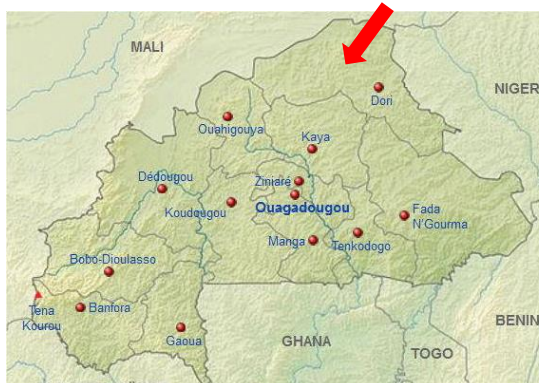 MALI
NIGER
Dori
Ouahigouya
Kaya
Dédougou
Ziniaré
Koudougou
Ouagadougou
Fada
N'Gourma
Manga
Tenkodogo
Bobo-Dioulasso
Tena
Kourou
Banfora
Gaoua
GHANA
TOGO
BENIN